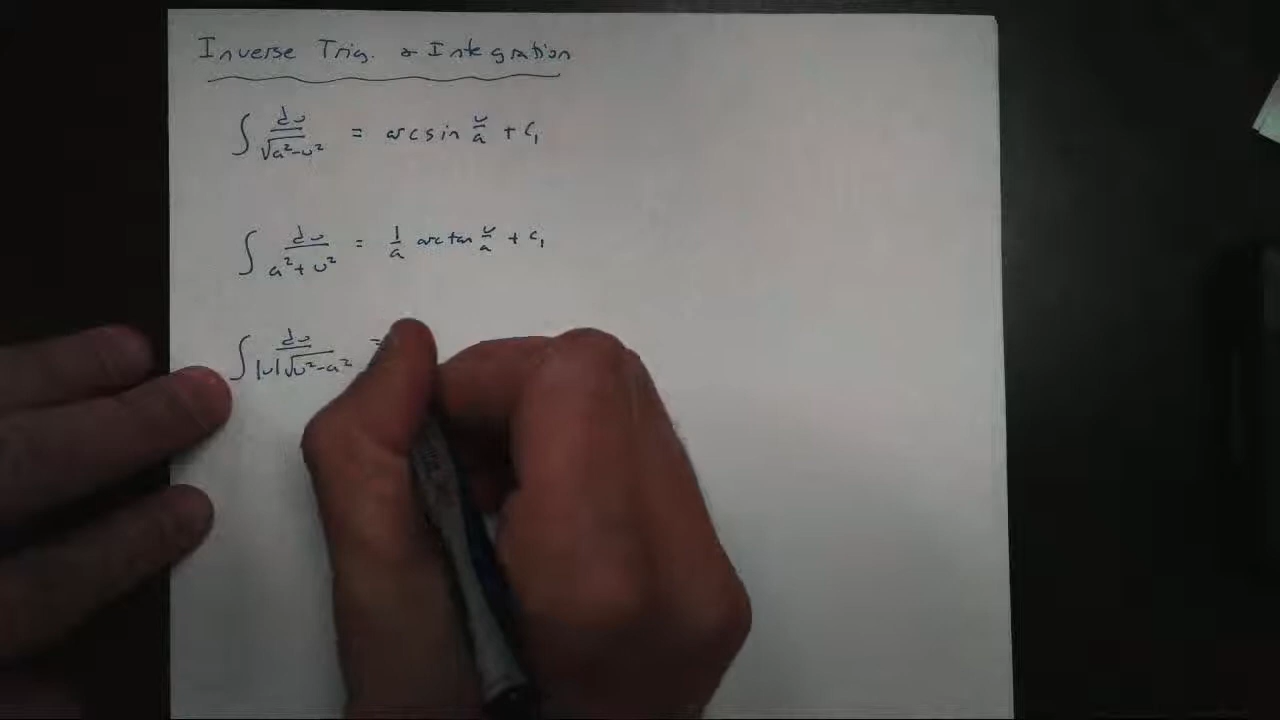 Inverse Trig. & Integration
∫ du/√(a²-u²) = arcsin u/a + C₁
∫ du/(a²+u²) = 1/a arctan u/a + C₁
∫ du/(|u|√(u²-a²)) =